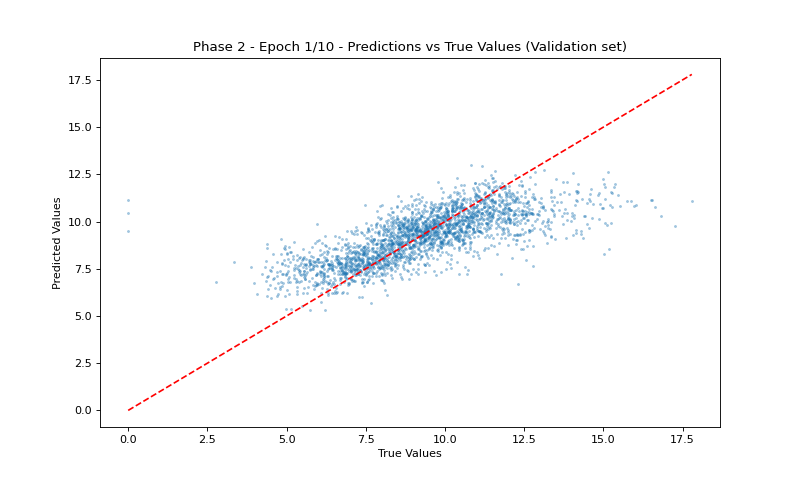 Phase 2 - Epoch 1/10 - Predictions vs True Values (Validation set)
17.5
15.0
12.5
10.0
7.5
5.0
2.5
0.0
Predicted Values
0.0 2.5 5.0 7.5 10.0 12.5 15.0 17.5
True Values